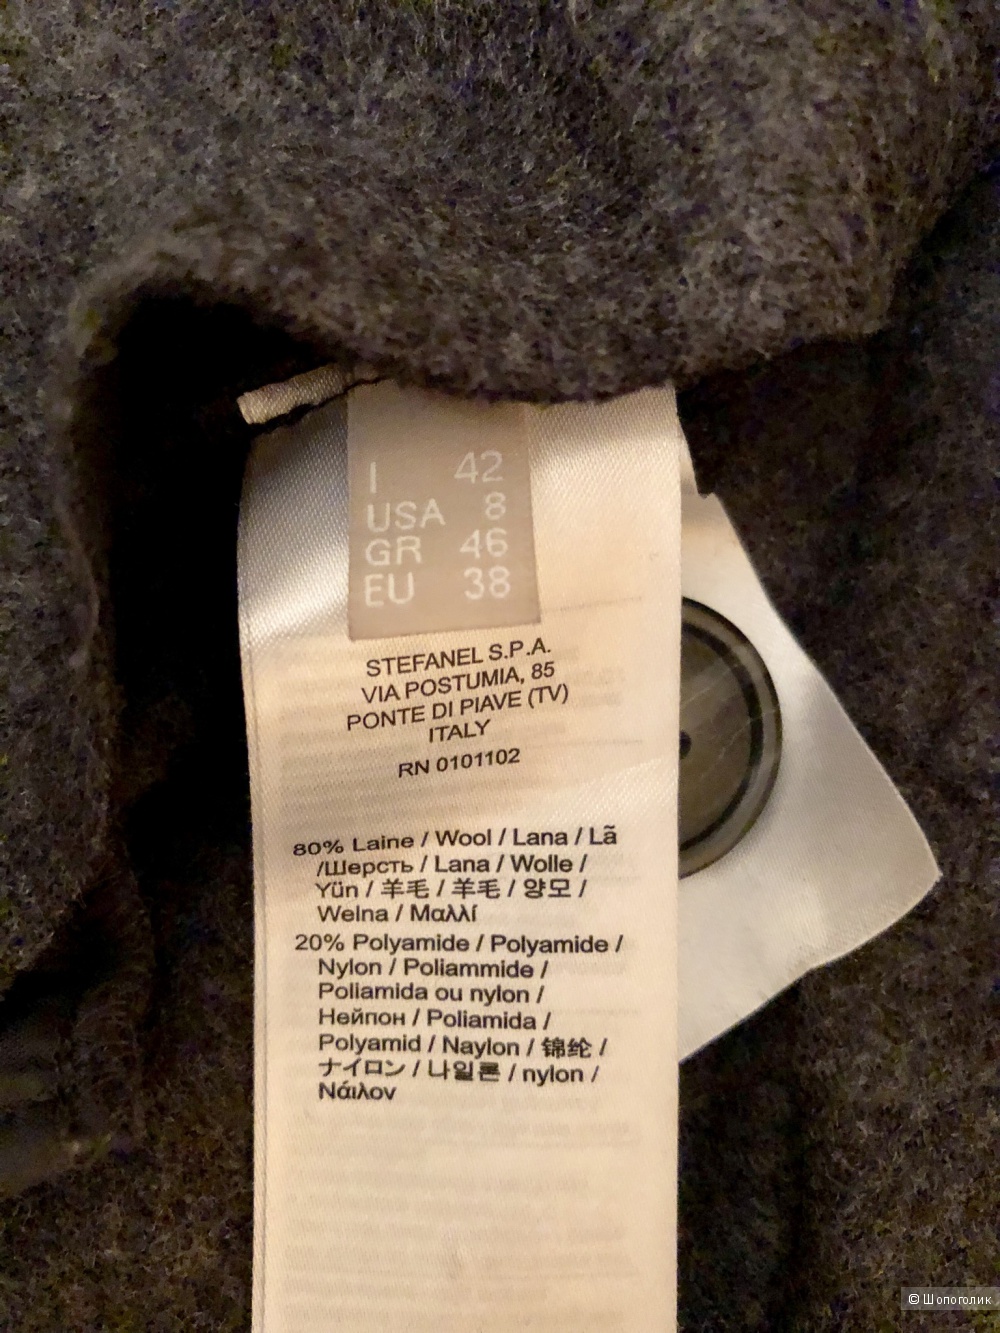 I 42
USA 8
GR 46
EU 38
STEFANEL S.P.A.
VIA POSTUMIA, 85
PONTE DI PIAVE (TV)
ITALY
RN 0101102
80% Laine / Wool / Lana / Lã
/Шерсть / Lana / Wolle /
Yün / 羊毛 / 羊毛 / 양모 /
Welna / Μαλλί
20% Polyamide / Polyamide /
Nylon / Poliammide /
Poliamida ou nylon /
Нейлон / Poliamida /
Polyamid / Naylon / 锦纶 /
ナイロン / 나일론 / nylon /
Νάιλον
© Шопоголик